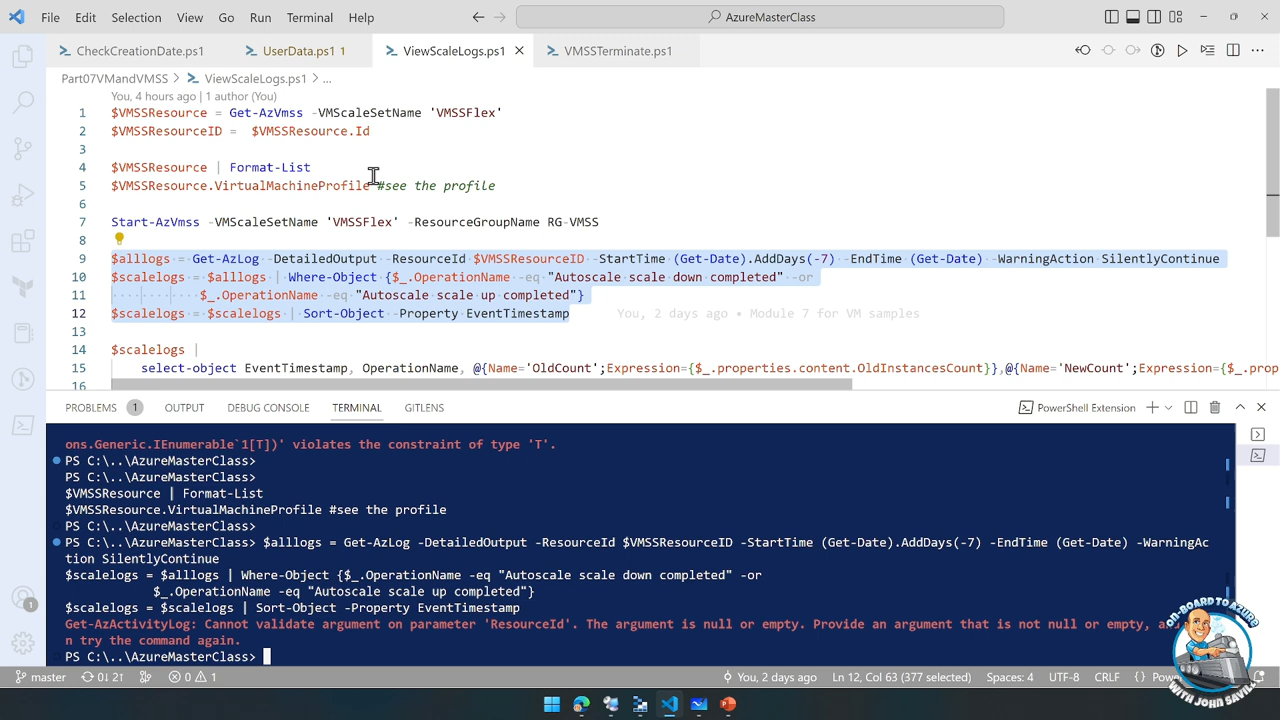 File Edit Selection View Go Run Terminal Help AzureMasterClass
CheckCreationDate.ps1 UserData.ps1 1 ViewScaleLogs.ps1 VMSSTerminate.ps1
Part07VMandVMSS > ViewScaleLogs.ps1 > ...
You, 4 hours ago | 1 author (You)
1 $VMSSResource = Get-AzVmss -VMScaleSetName 'VMSSFlex'
2 $VMSSResourceID = $VMSSResource.Id
3
4 $VMSSResource | Format-List
5 $VMSSResource.VirtualMachineProfile #see the profile
6
7 Start-AzVmss -VMScaleSetName 'VMSSFlex' -ResourceGroupName RG-VMSS
8
9 $alllogs = Get-AzLog -DetailedOutput -ResourceId $VMSSResourceID -StartTime (Get-Date).AddDays(-7) -EndTime (Get-Date) -WarningAction SilentlyContinue
10 $scalelogs = $alllogs | Where-Object {$_.OperationName -eq "Autoscale scale down completed" -or
11 $_.OperationName -eq "Autoscale scale up completed"}
12 $scalelogs = $scalelogs | Sort-Object -Property EventTimestamp You, 2 days ago • Module 7 for VM samples
13
14 $scalelogs |
15 select-object EventTimestamp, OperationName, @{Name='OldCount';Expression={$_.properties.content.OldInstancesCount}},@{Name='NewCount';Expression={$_.prop
16
PROBLEMS 1 OUTPUT DEBUG CONSOLE TERMINAL GITLENS PowerShell Extension
ons.Generic.IEnumerable`1[T])' violates the constraint of type 'T'.
PS C:\..\AzureMasterClass>
PS C:\..\AzureMasterClass>
$VMSSResource | Format-List
$VMSSResource.VirtualMachineProfile #see the profile
PS C:\..\AzureMasterClass>
PS C:\..\AzureMasterClass> $alllogs = Get-AzLog -DetailedOutput -ResourceId $VMSSResourceID -StartTime (Get-Date).AddDays(-7) -EndTime (Get-Date) -WarningAc
tion SilentlyContinue
$scalelogs = $alllogs | Where-Object {$_.OperationName -eq "Autoscale scale down completed" -or
$_.OperationName -eq "Autoscale scale up completed"}
$scalelogs = $scalelogs | Sort-Object -Property EventTimestamp
Get-AzActivityLog: Cannot validate argument on parameter 'ResourceId'. The argument is null or empty. Provide an argument that is not null or empty,
n try the command again.
PS C:\..\AzureMasterClass>
ON-BOARD TO AZURE
WITH JOHN SAVILL
1
master 0↓ 2↑ 0 1 You, 2 days ago Ln 12, Col 63 (377 selected) Spaces: 4 UTF-8 CRLF {}